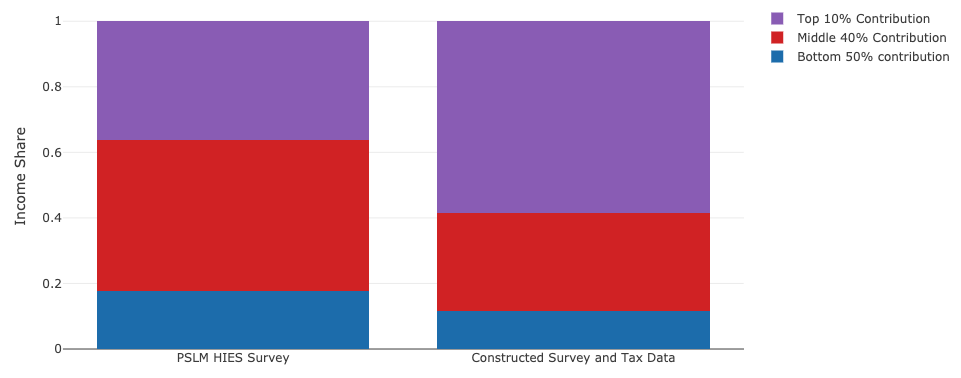 1
0.8
0.6
0.4
0.2
0
Income Share
PSLM HIES Survey
Constructed Survey and Tax Data
Top 10% Contribution
Middle 40% Contribution
Bottom 50% contribution